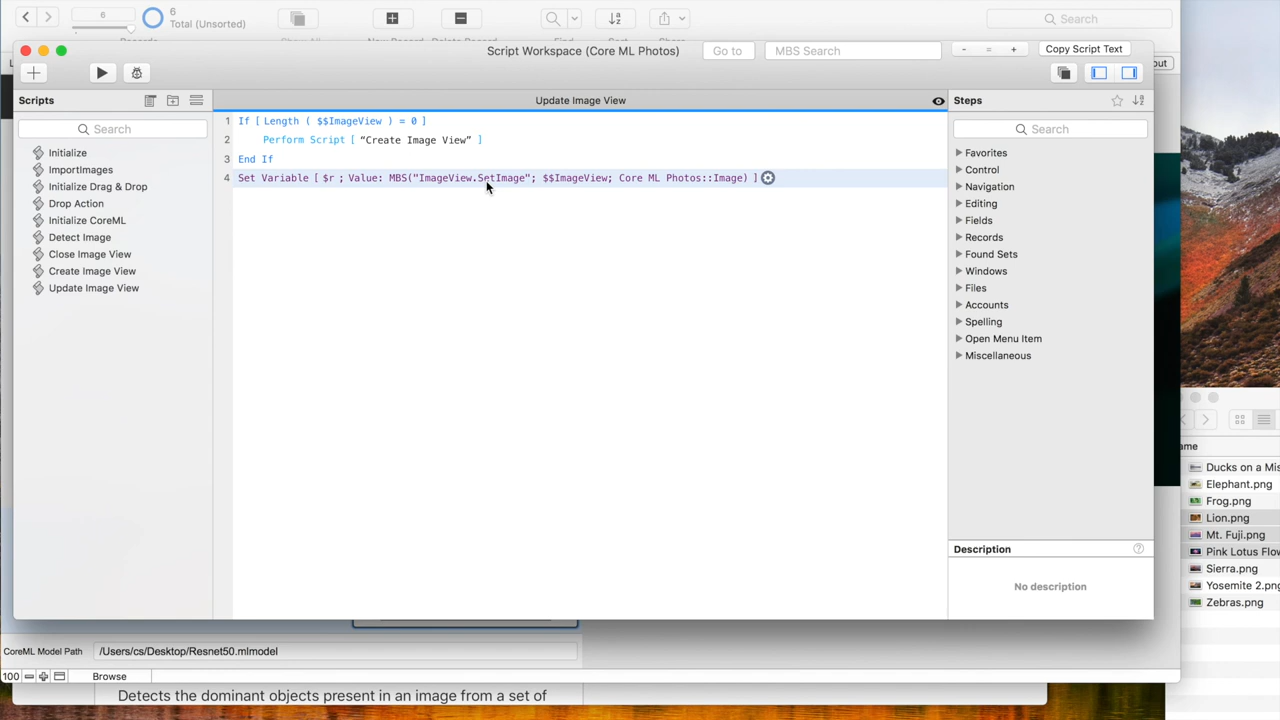 6
6
Total (Unsorted)
Search
Script Workspace (Core ML Photos)
Go to
MBS Search
- = +
Copy Script Text
Scripts
Update Image View
Steps
Search
Search
1 If [ Length ( $$ImageView ) = 0 ]
2 Perform Script [ “Create Image View” ]
3 End If
4 Set Variable [ $r ; Value: MBS("ImageView.SetImage"; $$ImageView; Core ML Photos::Image) ]
Initialize
ImportImages
Initialize Drag & Drop
Drop Action
Initialize CoreML
Detect Image
Close Image View
Create Image View
Update Image View
Favorites
Control
Navigation
Editing
Fields
Records
Found Sets
Windows
Files
Accounts
Spelling
Open Menu Item
Miscellaneous
Description
No description
Ducks on a Mis
Elephant.png
Frog.png
Lion.png
Mt. Fuji.png
Pink Lotus Flow
Sierra.png
Yosemite 2.png
Zebras.png
CoreML Model Path
/Users/cs/Desktop/Resnet50.mlmodel
100
Browse
Detects the dominant objects present in an image from a set of